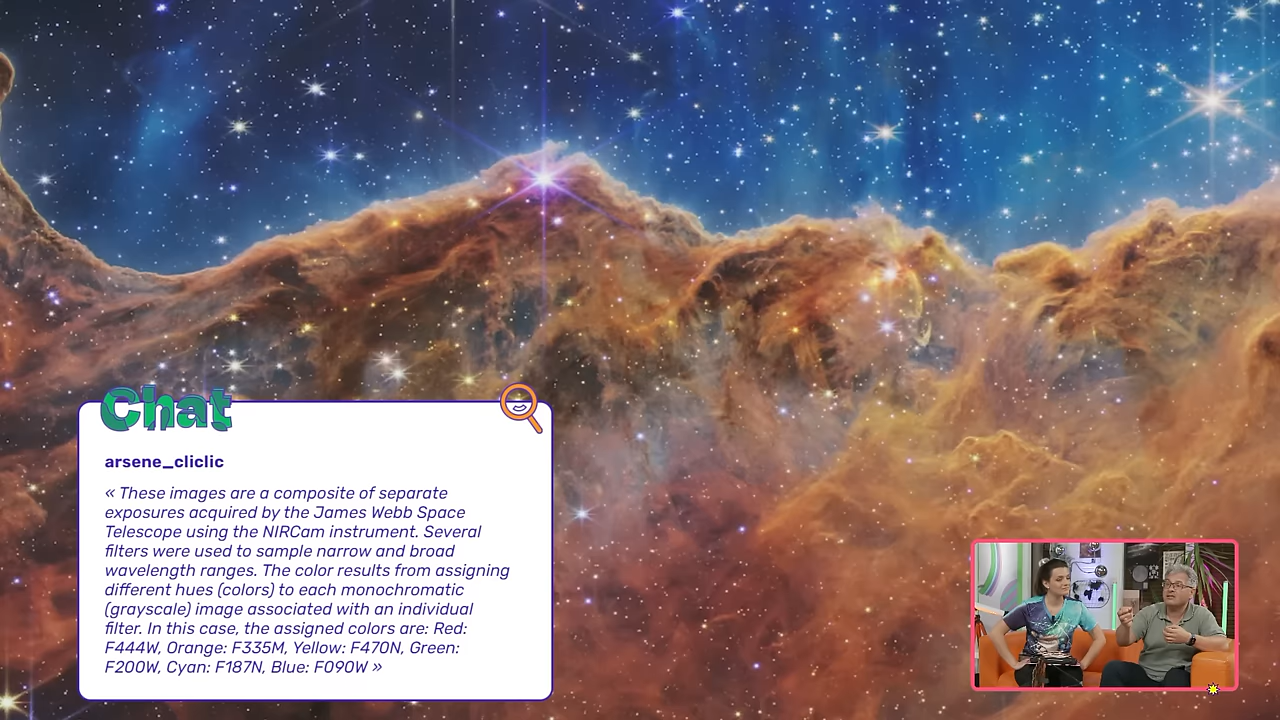 Chat
arsene_cliclic
« These images are a composite of separate
exposures acquired by the James Webb Space
Telescope using the NIRCam instrument. Several
filters were used to sample narrow and broad
wavelength ranges. The color results from assigning
different hues (colors) to each monochromatic
(grayscale) image associated with an individual
filter. In this case, the assigned colors are: Red:
F444W, Orange: F335M, Yellow: F470N, Green:
F200W, Cyan: F187N, Blue: F090W »